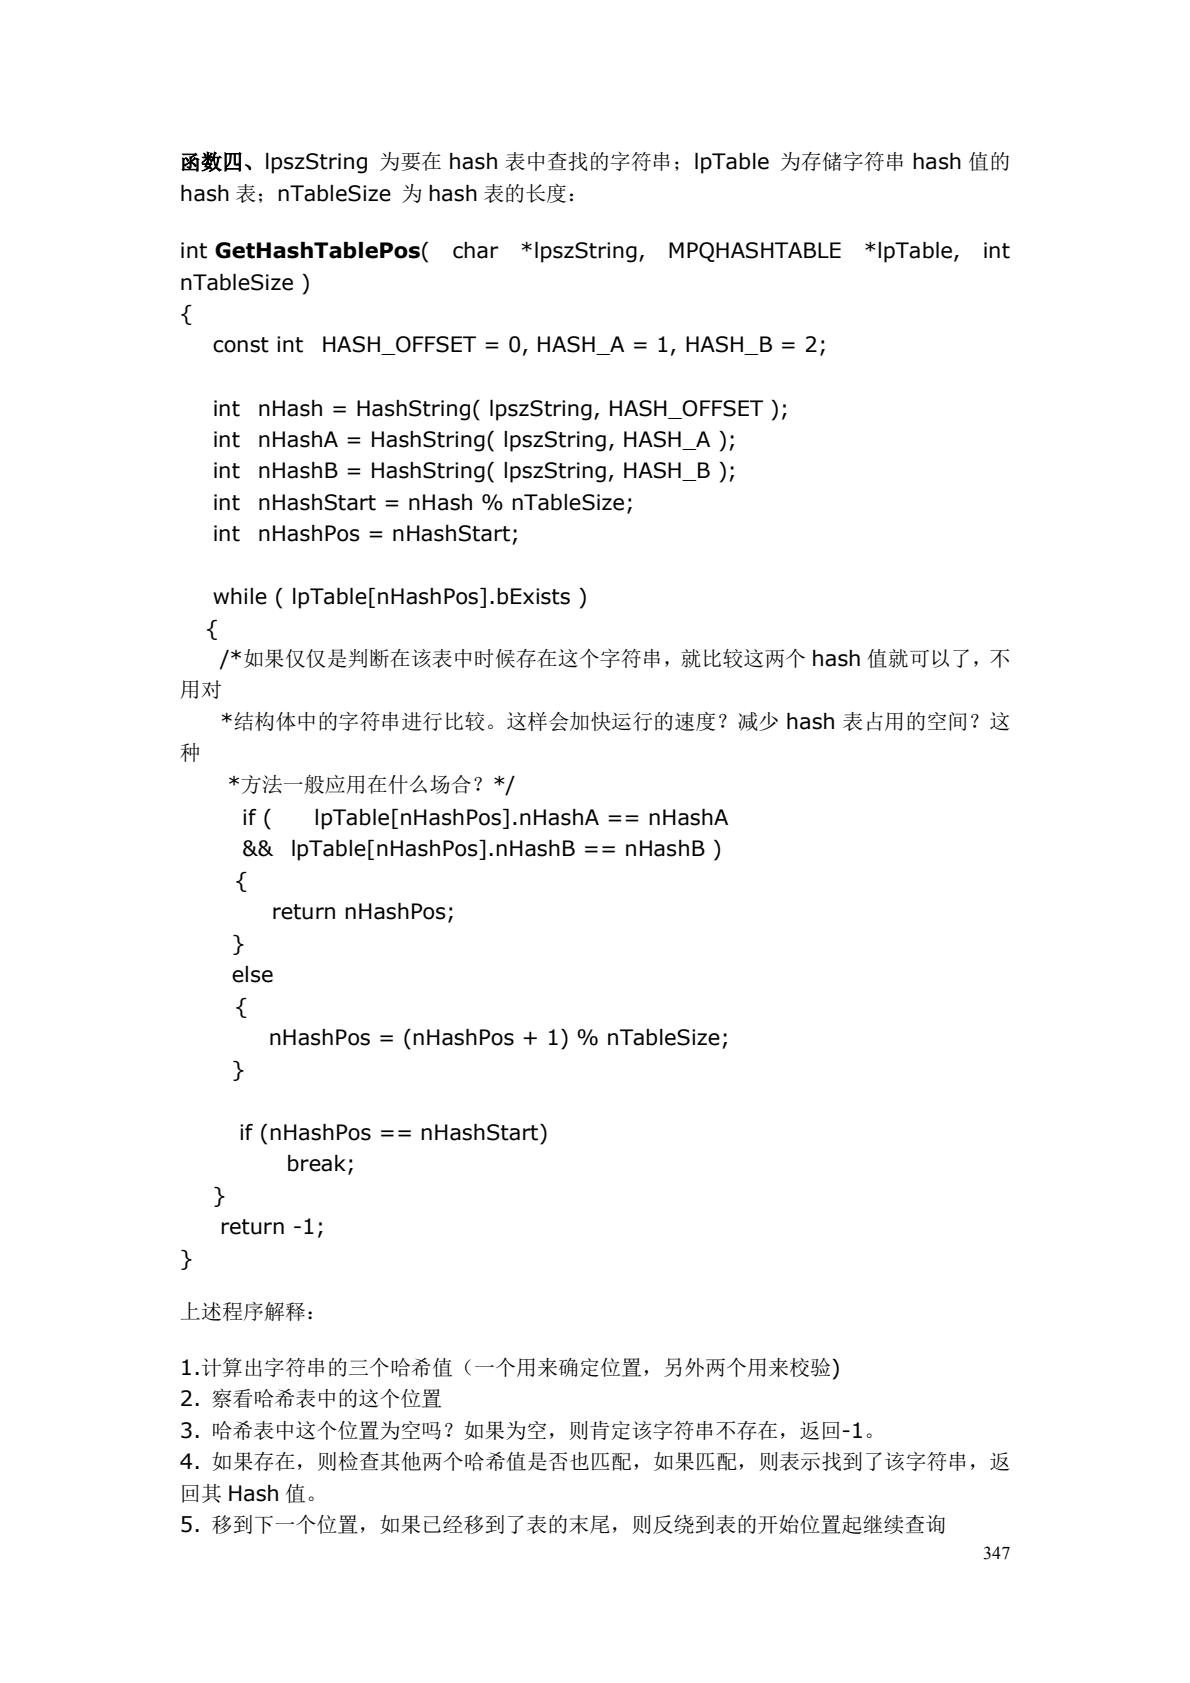 函数四、lpszString 为要在 hash 表中查找的字符串；lpTable 为存储字符串 hash 值的
hash 表；nTableSize 为 hash 表的长度：
int GetHashTablePos( char *lpszString, MPQHASHTABLE *lpTable, int
nTableSize )
{
const int HASH_OFFSET = 0, HASH_A = 1, HASH_B = 2;
int nHash = HashString( lpszString, HASH_OFFSET );
int nHashA = HashString( lpszString, HASH_A );
int nHashB = HashString( lpszString, HASH_B );
int nHashStart = nHash % nTableSize;
int nHashPos = nHashStart;
while ( lpTable[nHashPos].bExists )
{
/*如果仅仅是判断在该表中时候存在这个字符串，就比较这两个 hash 值就可以了，不
用对
*结构体中的字符串进行比较。这样会加快运行的速度？减少 hash 表占用的空间？这
种
*方法一般应用在什么场合？*/
if ( lpTable[nHashPos].nHashA == nHashA
&& lpTable[nHashPos].nHashB == nHashB )
{
return nHashPos;
}
else
{
nHashPos = (nHashPos + 1) % nTableSize;
}
if (nHashPos == nHashStart)
break;
}
return -1;
}
上述程序解释：
1.计算出字符串的三个哈希值（一个用来确定位置，另外两个用来校验)
2. 察看哈希表中的这个位置
3. 哈希表中这个位置为空吗？如果为空，则肯定该字符串不存在，返回-1。
4. 如果存在，则检查其他两个哈希值是否也匹配，如果匹配，则表示找到了该字符串，返
回其 Hash 值。
5. 移到下一个位置，如果已经移到了表的末尾，则反绕到表的开始位置起继续查询
347